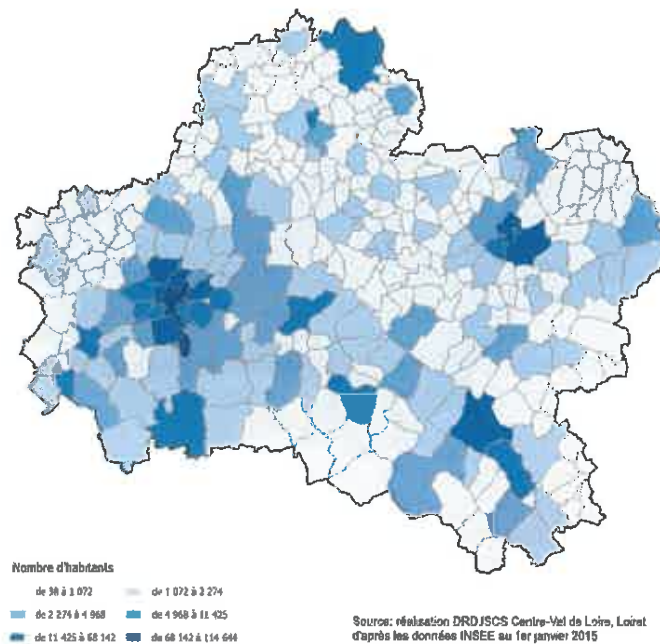 Nombre d'habitants
de 38 à 1 072
de 1 072 à 2 274
de 2 274 à 4 968
de 4 968 à 11 425
de 11 425 à 68 142
de 68 142 à 114 644
Source: réalisation DRDJSCS Centre-Val de Loire, Loiret
d'après les données INSEE au 1er janvier 2015